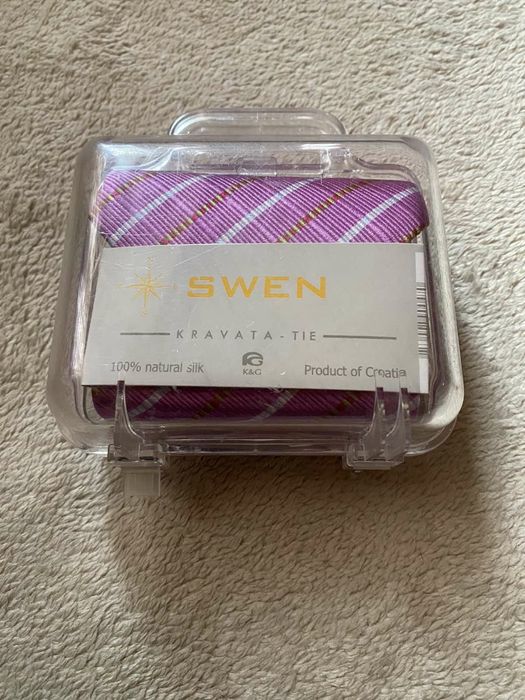 SWEN
KRAVATA - TIE
100% natural silk
K&G
Product of Croatia